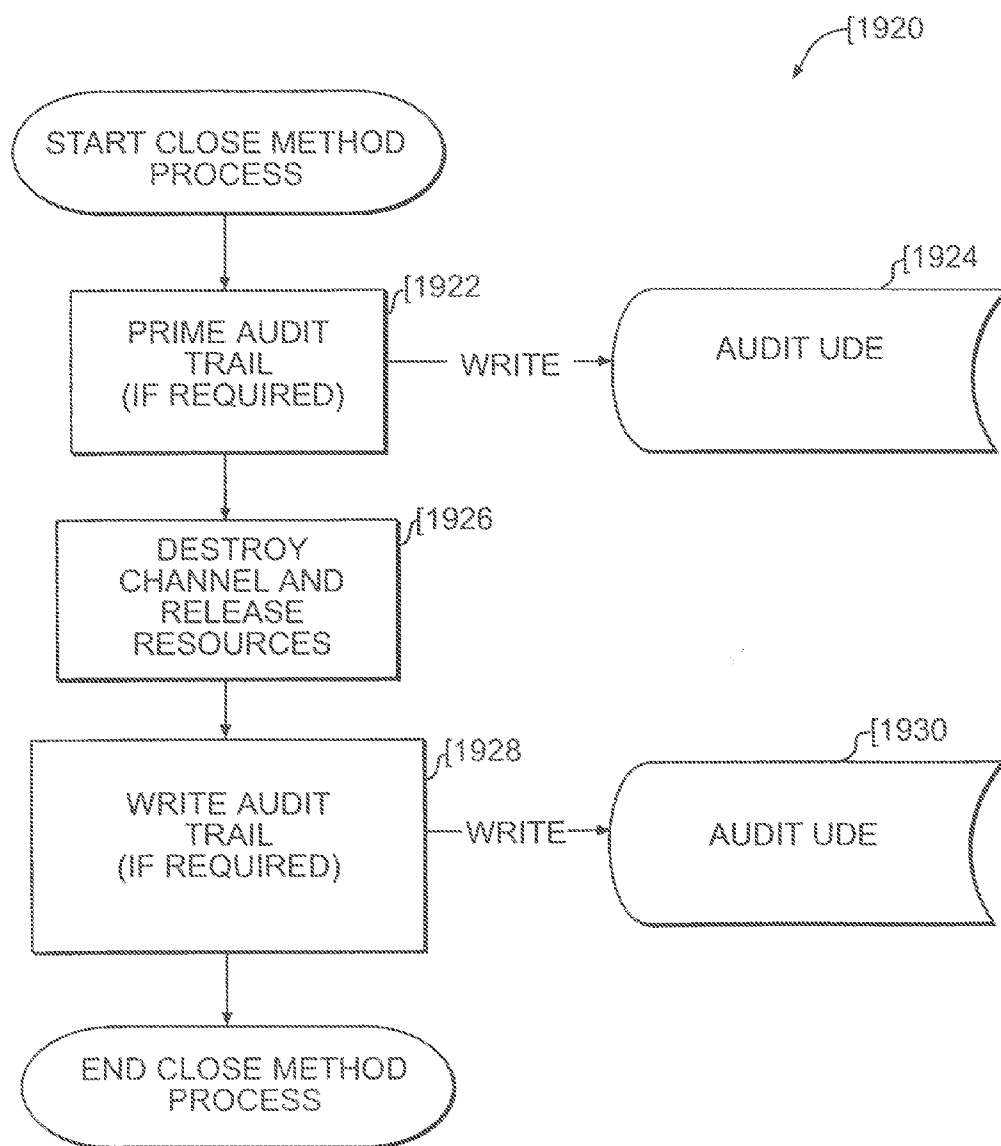 [1920
START CLOSE METHOD
PROCESS
[1922
[1924
PRIME AUDIT
TRAIL
(IF REQUIRED)
WRITE
AUDIT UDE
[1926
DESTROY
CHANNEL AND
RELEASE
RESOURCES
[1928
[1930
WRITE AUDIT
TRAIL
(IF REQUIRED)
WRITE
AUDIT UDE
END CLOSE METHOD
PROCESS